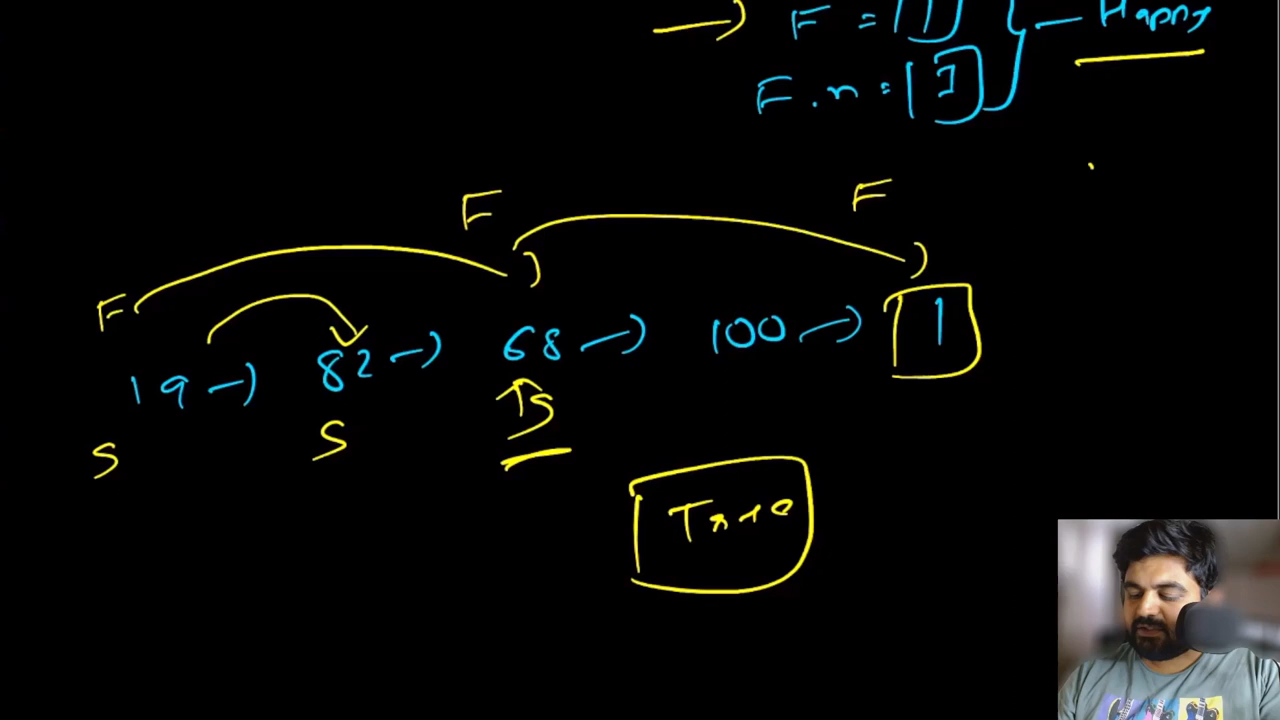 F = 1
Happy
F.n = 1
F F
F
19 → 82 → 68 → 100 → 1
S S S
True